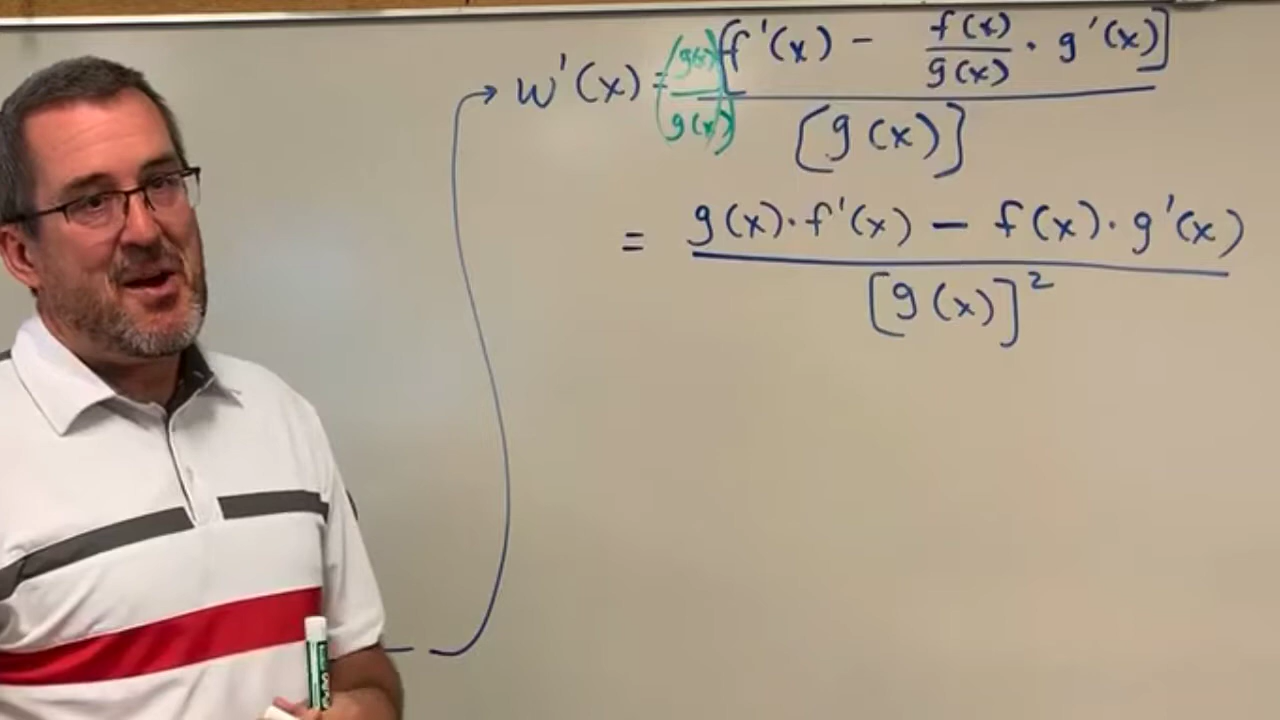 w'(x) = (g(x)/g(x)) [f'(x) - f(x)/g(x) · g'(x)] / [g(x)]
= g(x)·f'(x) - f(x)·g'(x) / [g(x)]²